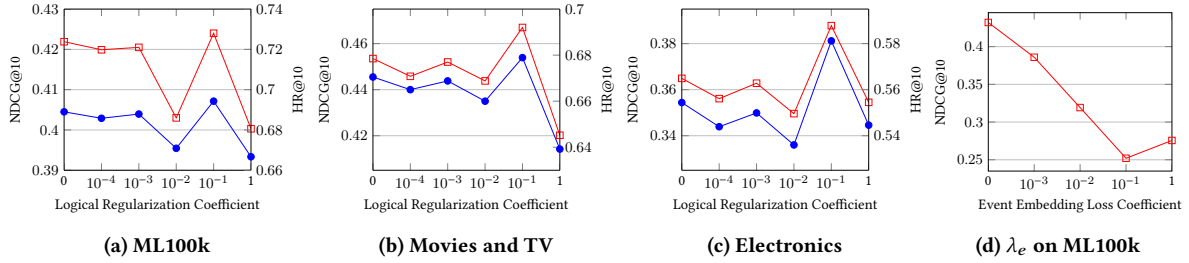 0.43
0.42
0.41
0.4
0.39
NDCG@10
0.74
0.72
0.7
0.68
0.66
HR@10
0 10⁻⁴ 10⁻³ 10⁻² 10⁻¹ 1
Logical Regularization Coefficient
(a) ML100k
0.46
0.44
0.42
NDCG@10
0.7
0.68
0.66
0.64
HR@10
0 10⁻⁴ 10⁻³ 10⁻² 10⁻¹ 1
Logical Regularization Coefficient
(b) Movies and TV
0.38
0.36
0.34
NDCG@10
0.58
0.56
0.54
HR@10
0 10⁻⁴ 10⁻³ 10⁻² 10⁻¹ 1
Logical Regularization Coefficient
(c) Electronics
0.4
0.35
0.3
0.25
NDCG@10
0 10⁻³ 10⁻² 10⁻¹ 1
Event Embedding Loss Coefficient
(d) λₑ on ML100k